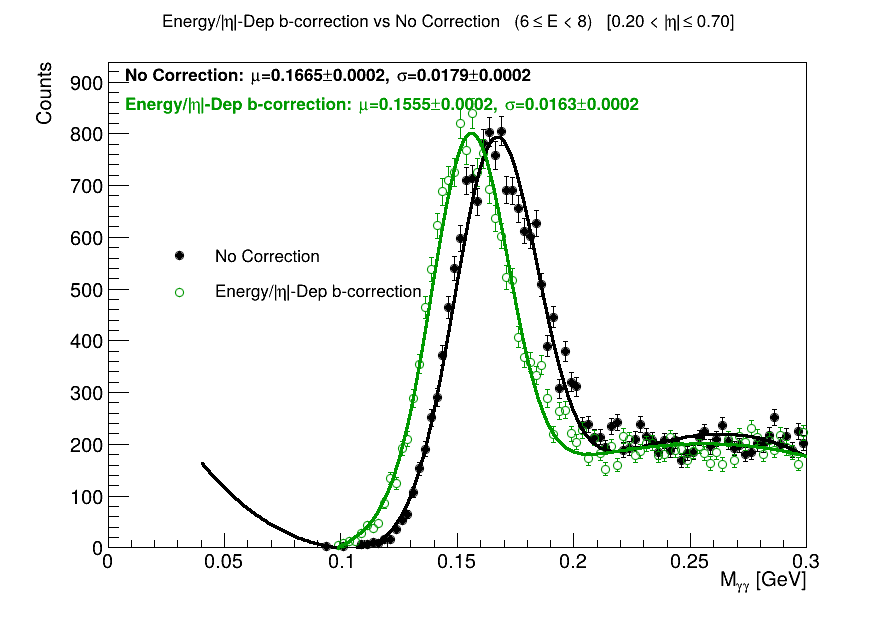 Energy/|η|-Dep b-correction vs No Correction (6 ≤ E < 8) [0.20 < |η| ≤ 0.70]
Counts
No Correction: μ=0.1665±0.0002, σ=0.0179±0.0002
Energy/|η|-Dep b-correction: μ=0.1555±0.0002, σ=0.0163±0.0002
900
800
700
600
500
400
300
200
100
0
No Correction
Energy/|η|-Dep b-correction
0 0.05 0.1 0.15 0.2 0.25 0.3
Mγγ [GeV]